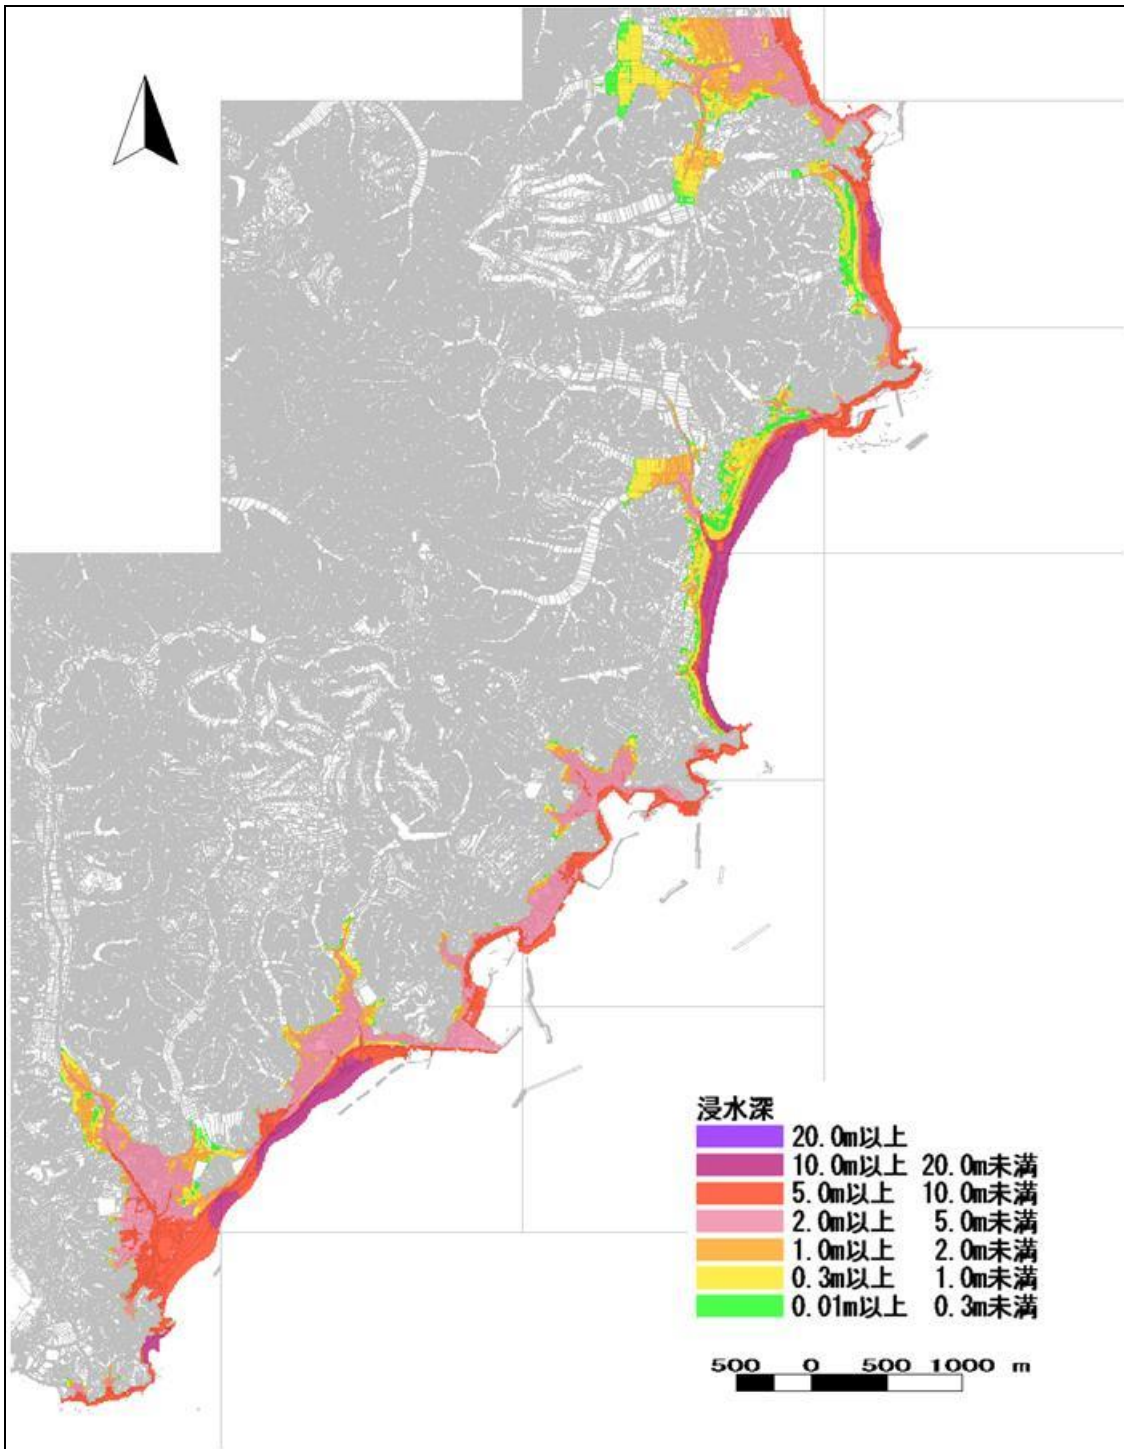 浸水深
20.0m以上
10.0m以上 20.0m未満
5.0m以上 10.0m未満
2.0m以上 5.0m未満
1.0m以上 2.0m未満
0.3m以上 1.0m未満
0.01m以上 0.3m未満
500 0 500 1000 m